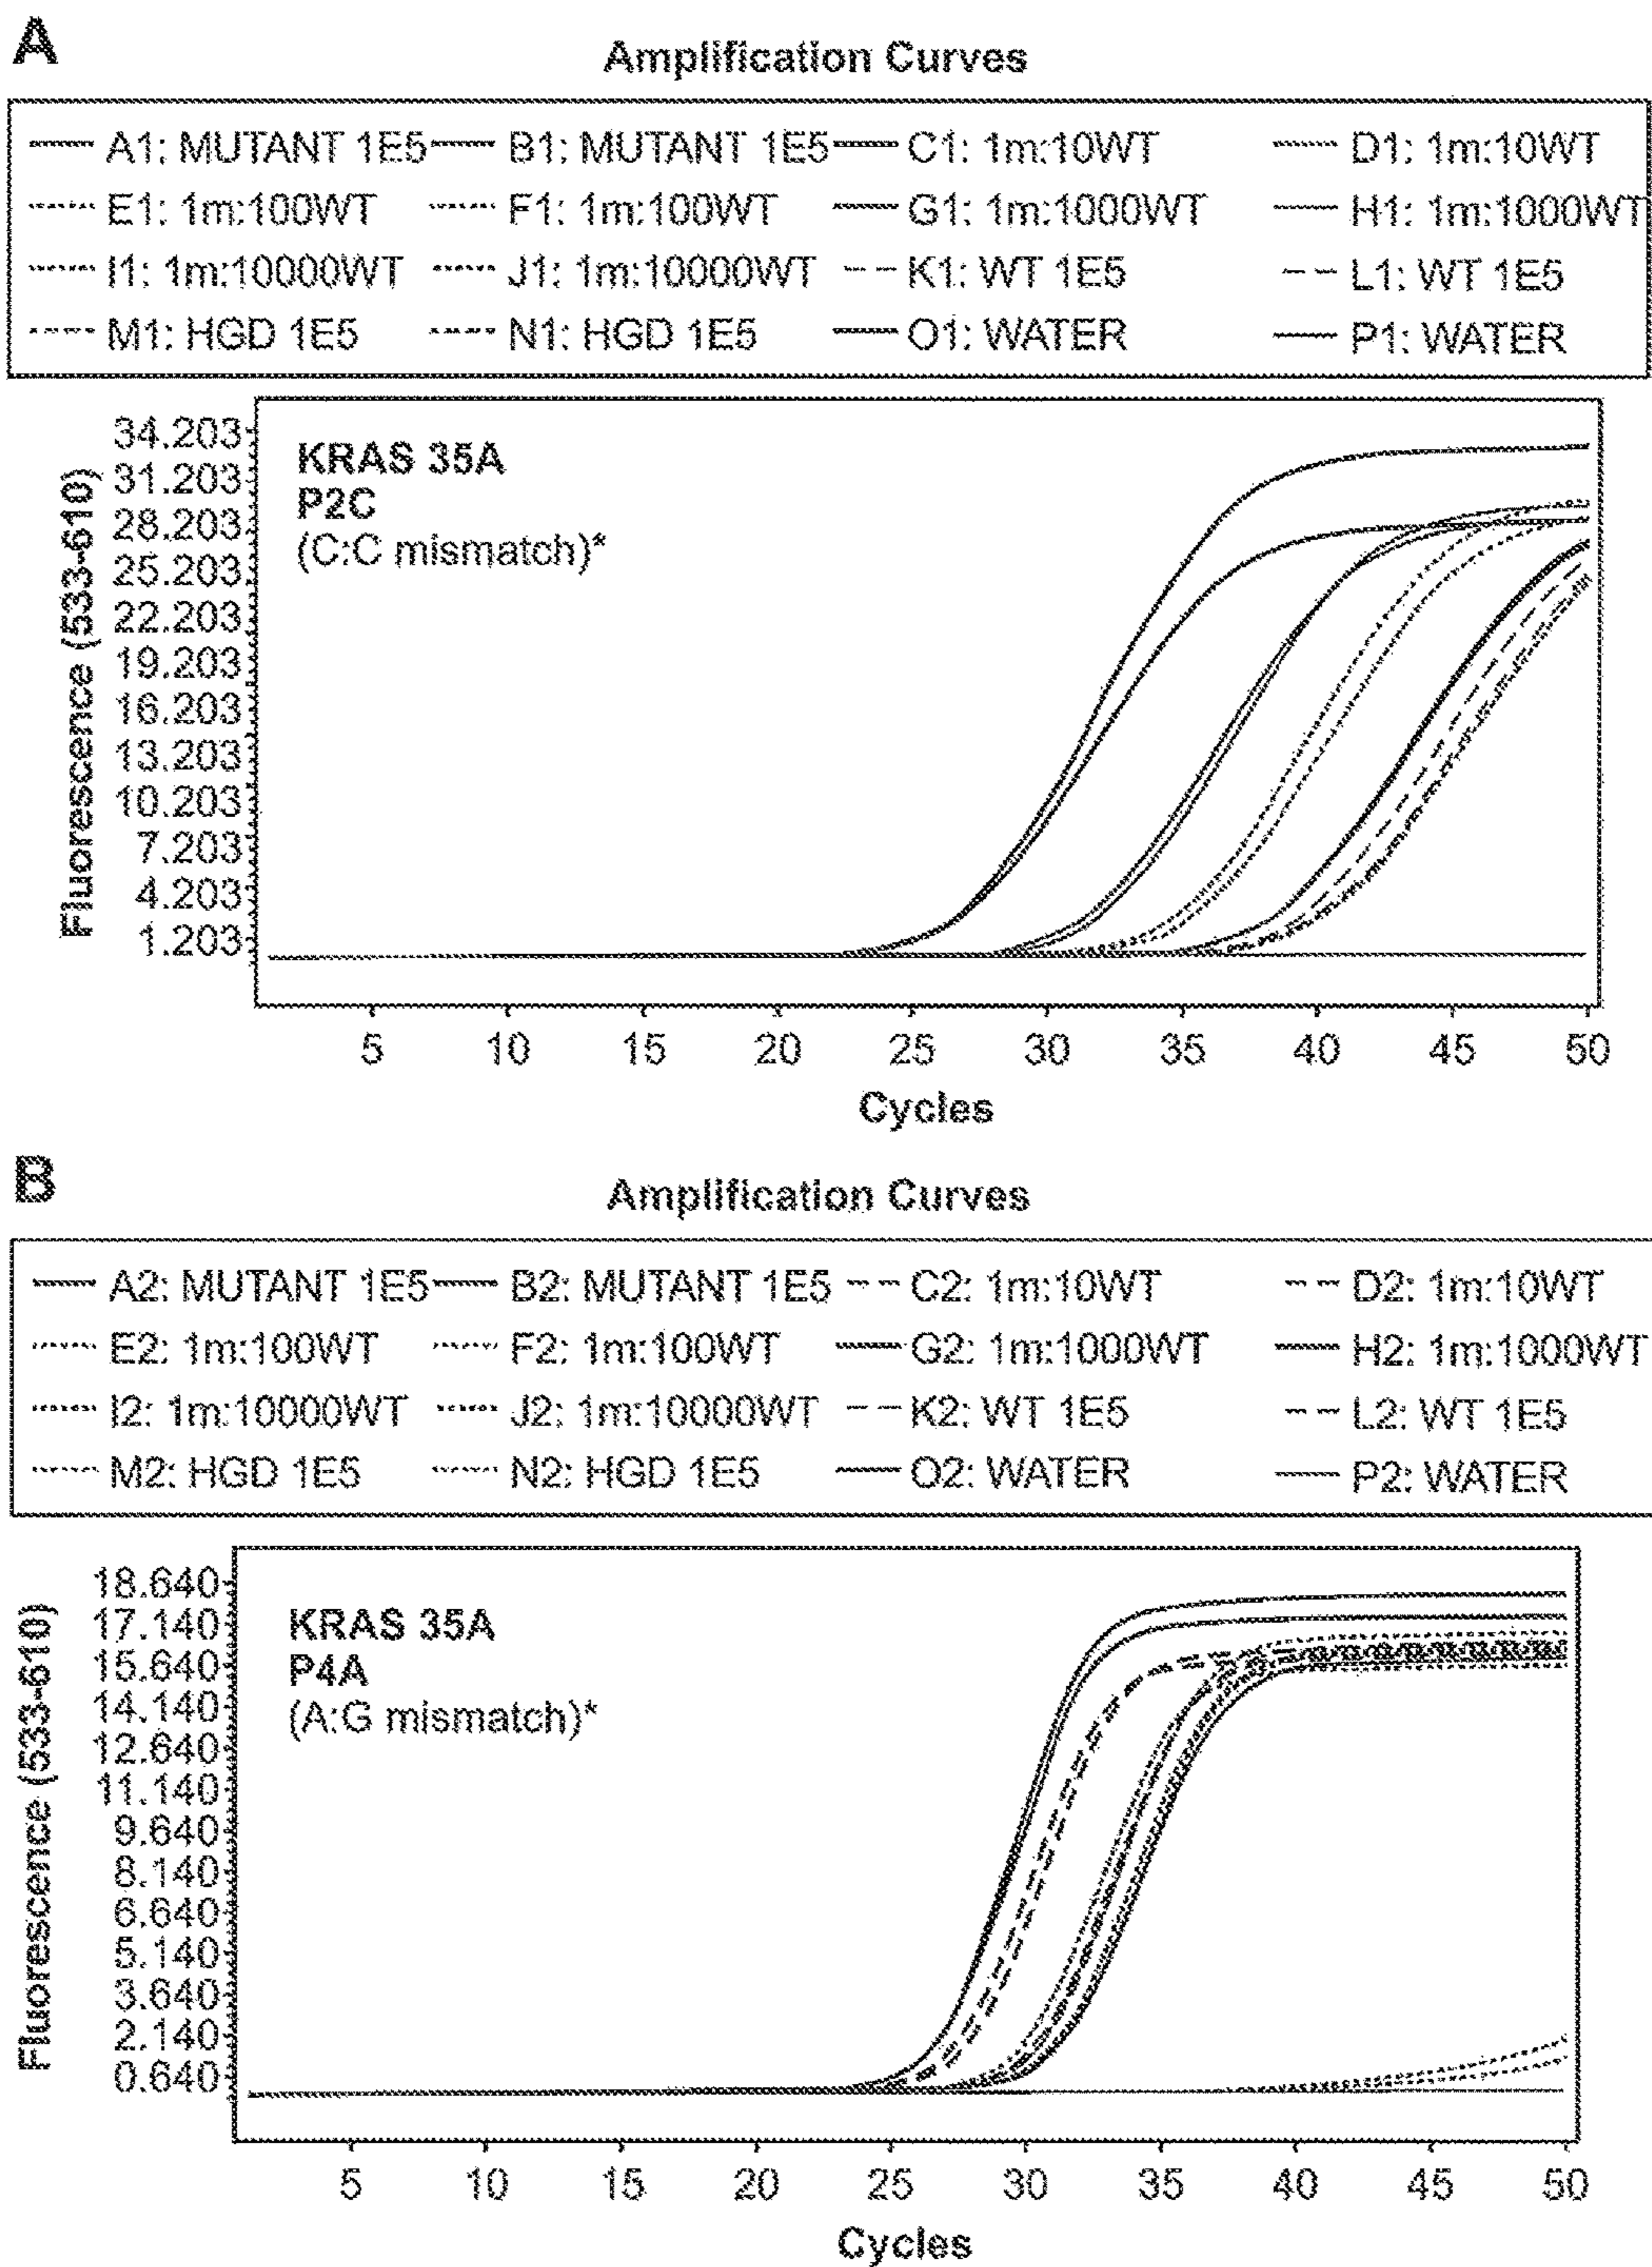 A
Amplification Curves
A1: MUTANT 1E5 B1: MUTANT 1E5 C1: 1m:10WT D1: 1m:10WT
E1: 1m:100WT F1: 1m:100WT G1: 1m:1000WT H1: 1m:1000WT
I1: 1m:10000WT J1: 1m:10000WT K1: WT 1E5 L1: WT 1E5
M1: HGD 1E5 N1: HGD 1E5 O1: WATER P1: WATER
Fluorescence (533-610)
34.203
31.203
28.203
25.203
22.203
19.203
16.203
13.203
10.203
7.203
4.203
1.203
KRAS 35A
P2C
(C:C mismatch)*
5 10 15 20 25 30 35 40 45 50
Cycles
B
Amplification Curves
A2: MUTANT 1E5 B2: MUTANT 1E5 C2: 1m:10WT D2: 1m:10WT
E2: 1m:100WT F2: 1m:100WT G2: 1m:1000WT H2: 1m:1000WT
I2: 1m:10000WT J2: 1m:10000WT K2: WT 1E5 L2: WT 1E5
M2: HGD 1E5 N2: HGD 1E5 O2: WATER P2: WATER
Fluorescence (533-610)
18.640
17.140
15.640
14.140
12.640
11.140
9.640
8.140
6.640
5.140
3.640
2.140
0.640
KRAS 35A
P4A
(A:G mismatch)*
5 10 15 20 25 30 35 40 45 50
Cycles